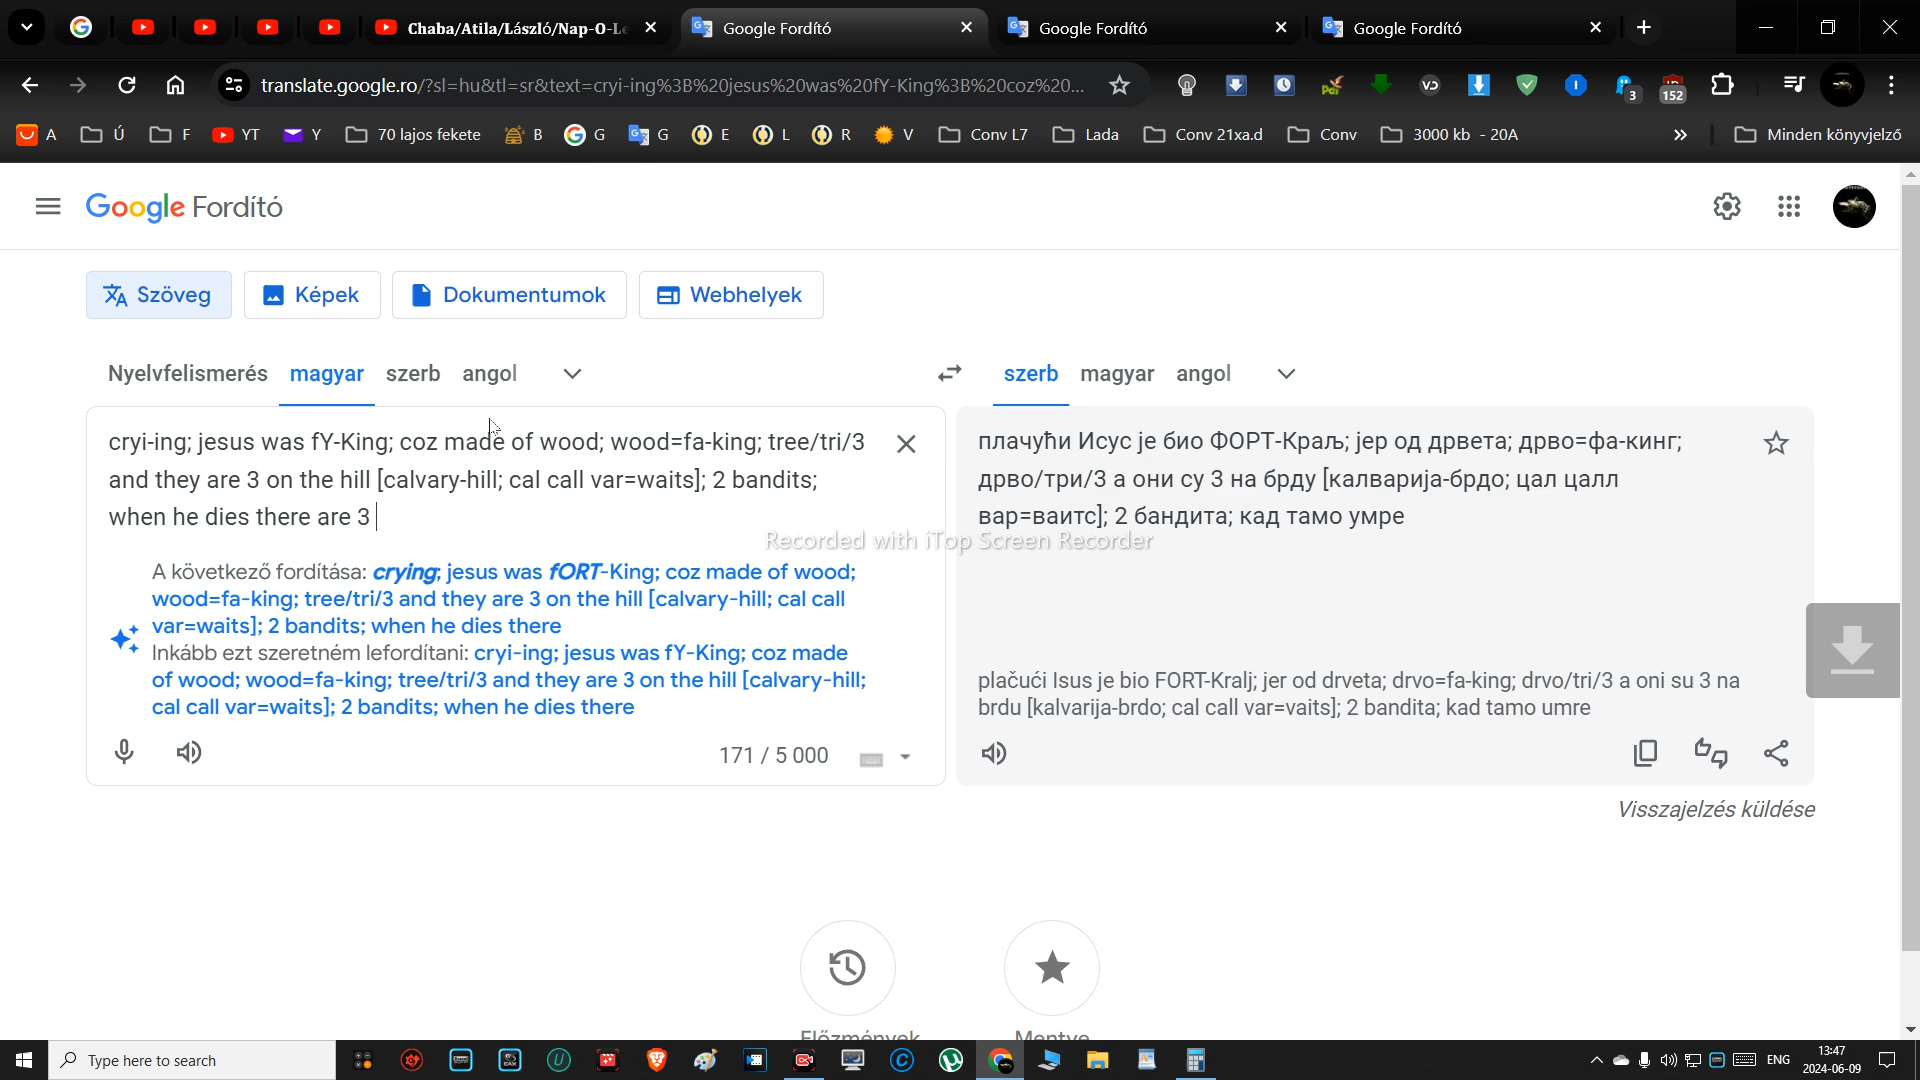 Chaba/Atila/László/Nap-O-Le
Google Fordító
Google Fordító
Google Fordító
translate.google.ro/?sl=hu&tl=sr&text=cryi-ing%3B%20jesus%20was%20fY-King%3B%20coz%20...
3
152
A
Ú
F
YT
Y
70 lajos fekete
B
G
G
E
L
R
V
Conv L7
Lada
Conv 21xa.d
Conv
3000 kb - 20A
»
Minden könyvjelző
Google Fordító
Szöveg
Képek
Dokumentumok
Webhelyek
Nyelvfelismerés magyar szerb angol
szerb magyar angol
cryi-ing; jesus was fY-King; coz made of wood; wood=fa-king; tree/tri/3
and they are 3 on the hill [calvary-hill; cal call var=waits]; 2 bandits;
when he dies there are 3
А következő fordítása: crying; jesus was fORT-King; coz made of wood;
wood=fa-king; tree/tri/3 and they are 3 on the hill [calvary-hill; cal call
var=waits]; 2 bandits; when he dies there
Inkább ezt szeretném lefordítani: cryi-ing; jesus was fY-King; coz made
of wood; wood=fa-king; tree/tri/3 and they are 3 on the hill [calvary-hill;
cal call var=waits]; 2 bandits; when he dies there
171 / 5 000
плачући Исус је био ФОРТ-Краљ; јер од дрвета; дрво=фа-кинг;
дрво/три/3 а они су 3 на брду [калварија-брдо; цал цалл
вар=ваитс]; 2 бандита; кад тамо умре
Recorded with iTop Screen Recorder
plačući Isus je bio FORT-Kralj; jer od drveta; drvo=fa-king; drvo/tri/3 a oni su 3 na
brdu [kalvarija-brdo; cal call var=vaits]; 2 bandita; kad tamo umre
Visszajelzés küldése
Előzmények
Mentve
Type here to search
ENG
13:47
2024-06-09